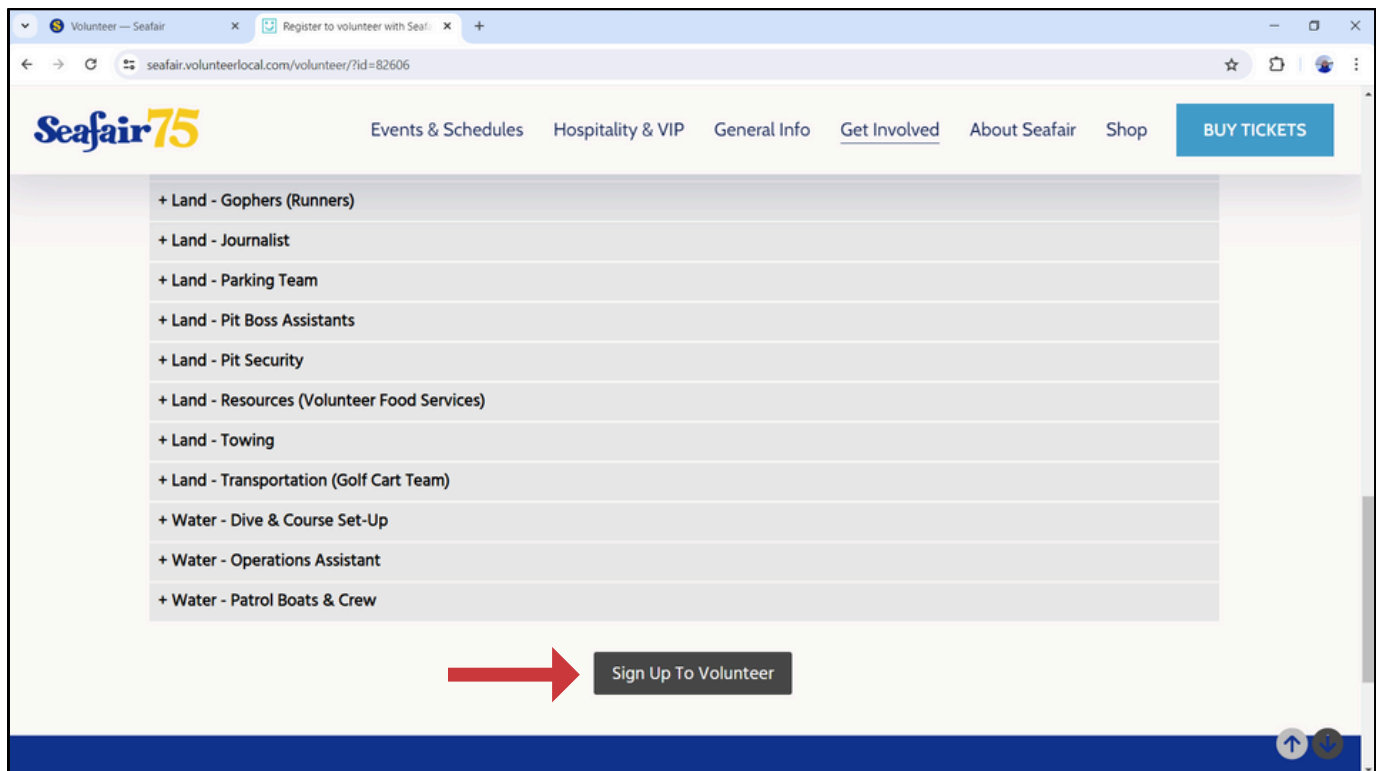 Volunteer — Seafair
Register to volunteer with Seaf
seafair.volunteerlocal.com/volunteer/?id=82606
Seafair75
Events & Schedules
Hospitality & VIP
General Info
Get Involved
About Seafair
Shop
BUY TICKETS
+ Land - Gophers (Runners)
+ Land - Journalist
+ Land - Parking Team
+ Land - Pit Boss Assistants
+ Land - Pit Security
+ Land - Resources (Volunteer Food Services)
+ Land - Towing
+ Land - Transportation (Golf Cart Team)
+ Water - Dive & Course Set-Up
+ Water - Operations Assistant
+ Water - Patrol Boats & Crew
Sign Up To Volunteer